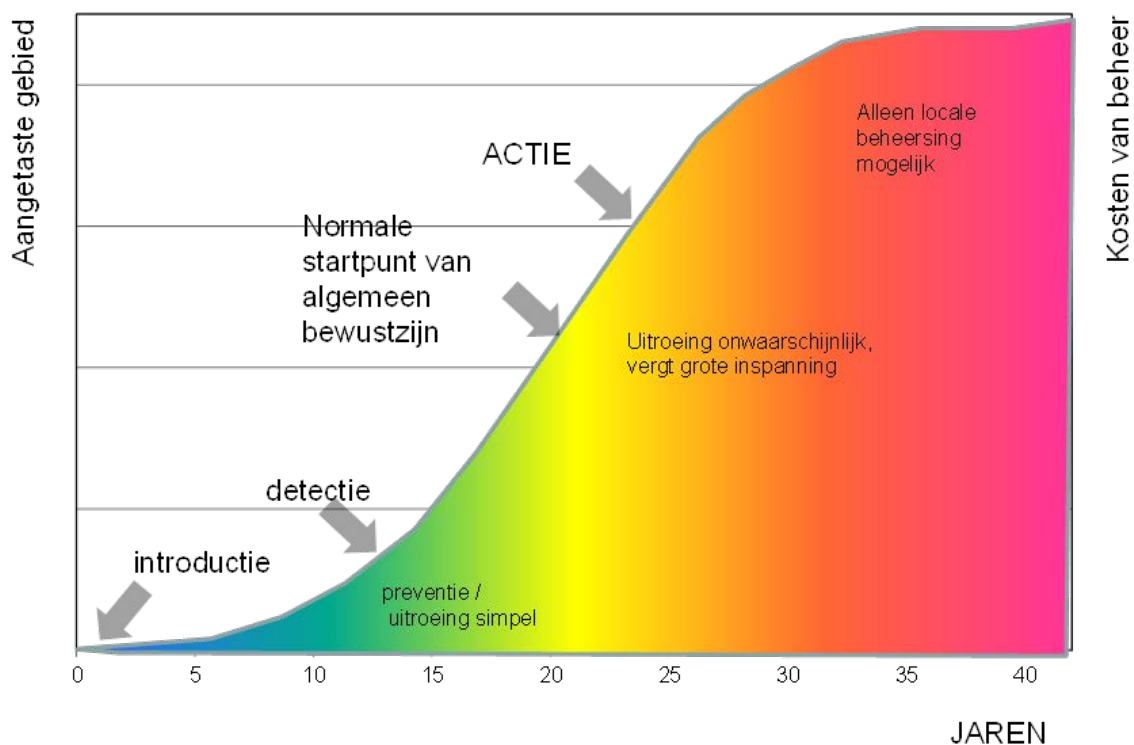 Aangetaste gebied
Kosten van beheer
Alleen locale
beheersing
mogelijk
ACTIE
Normale
startpunt van
algemeen
bewustzijn
Uitroeing onwaarschijnlijk,
vergt grote inspanning
detectie
introductie
preventie /
uitroeing simpel
0 5 10 15 20 25 30 35 40
JAREN